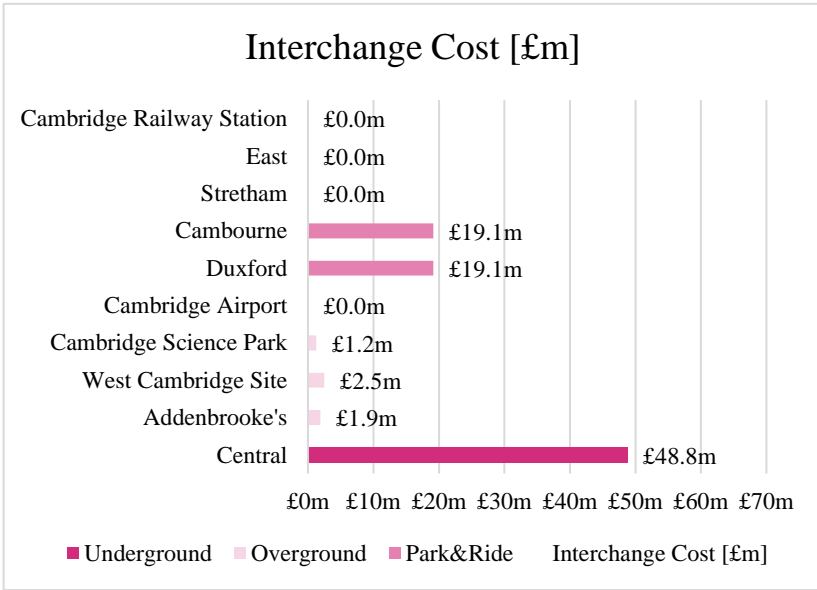 Interchange Cost [£m]
Cambridge Railway Station £0.0m
East £0.0m
Stretham £0.0m
Cambourne £19.1m
Duxford £19.1m
Cambridge Airport £0.0m
Cambridge Science Park £1.2m
West Cambridge Site £2.5m
Addenbrooke's £1.9m
Central £48.8m
£0m £10m £20m £30m £40m £50m £60m £70m
Underground Overground Park&Ride Interchange Cost [£m]